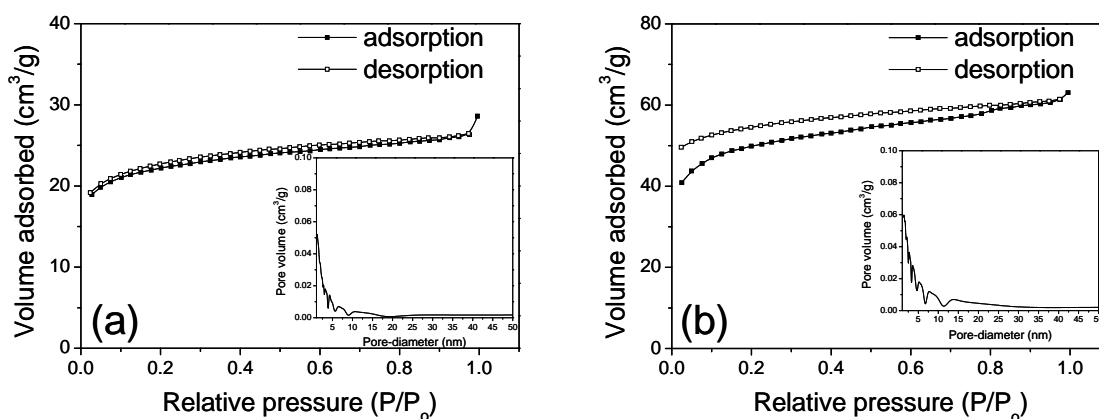 adsorption
desorption
40
30
20
10
0
Volume adsorbed (cm³/g)
0.0 0.2 0.4 0.6 0.8 1.0
Relative pressure (P/Pₒ)
(a)
0.10
0.08
0.06
0.04
0.02
0.00
Pore volume (cm³/g)
5 10 15 20 25 30 35 40 45 50
Pore-diameter (nm)
adsorption
desorption
80
60
40
20
0
Volume adsorbed (cm³/g)
0.0 0.2 0.4 0.6 0.8 1.0
Relative pressure (P/Pₒ)
(b)
0.10
0.08
0.06
0.04
0.02
0.00
Pore volume (cm³/g)
5 10 15 20 25 30 35 40 45 50
Pore-diameter (nm)